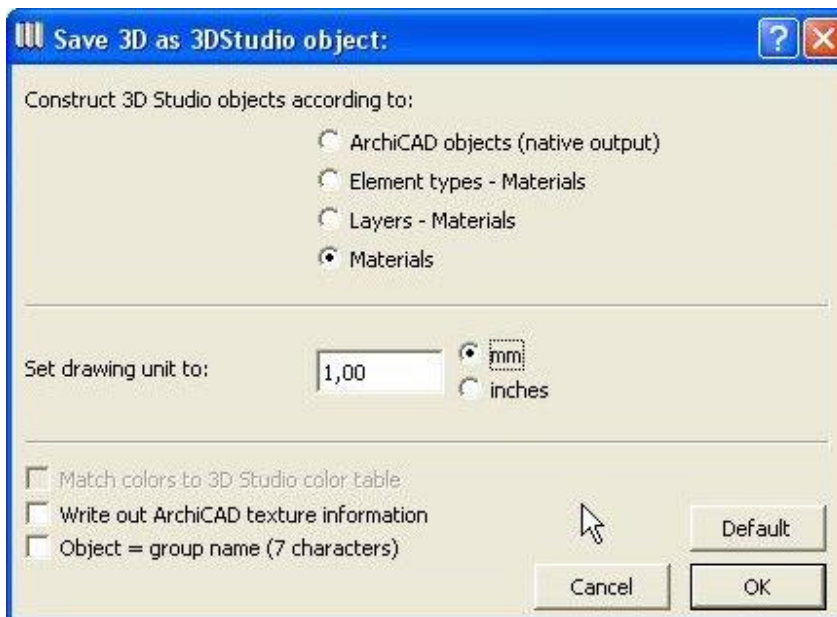 Save 3D as 3DStudio object:
Construct 3D Studio objects according to:
ArchiCAD objects (native output)
Element types - Materials
Layers - Materials
Materials
Set drawing unit to:
1,00
mm
inches
Match colors to 3D Studio color table
Write out ArchiCAD texture information
Object = group name (7 characters)
Default
Cancel
OK